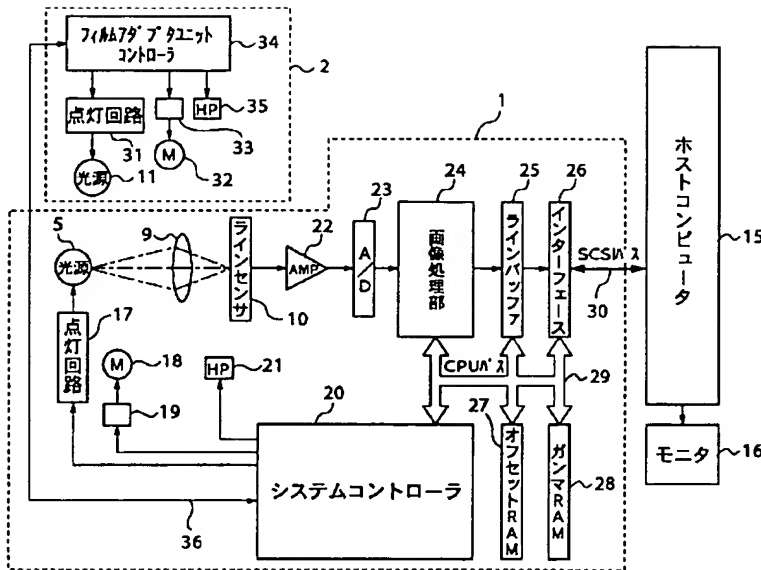 フィルムアダプタユニット
コントローラ
34
2
点灯回路
31
33
HP
35
光源
11
M
32
1
5
光源
9
ラインセンサ
10
22
AMP
23
A/D
24
画像処理部
25
ラインバッファ
26
インターフェース
SCSIバス
30
ホストコンピュータ
15
17
点灯回路
18
M
19
HP
21
20
システムコントローラ
CPUバス
29
27
オフセットRAM
ガンマRAM
28
モニタ
16
36